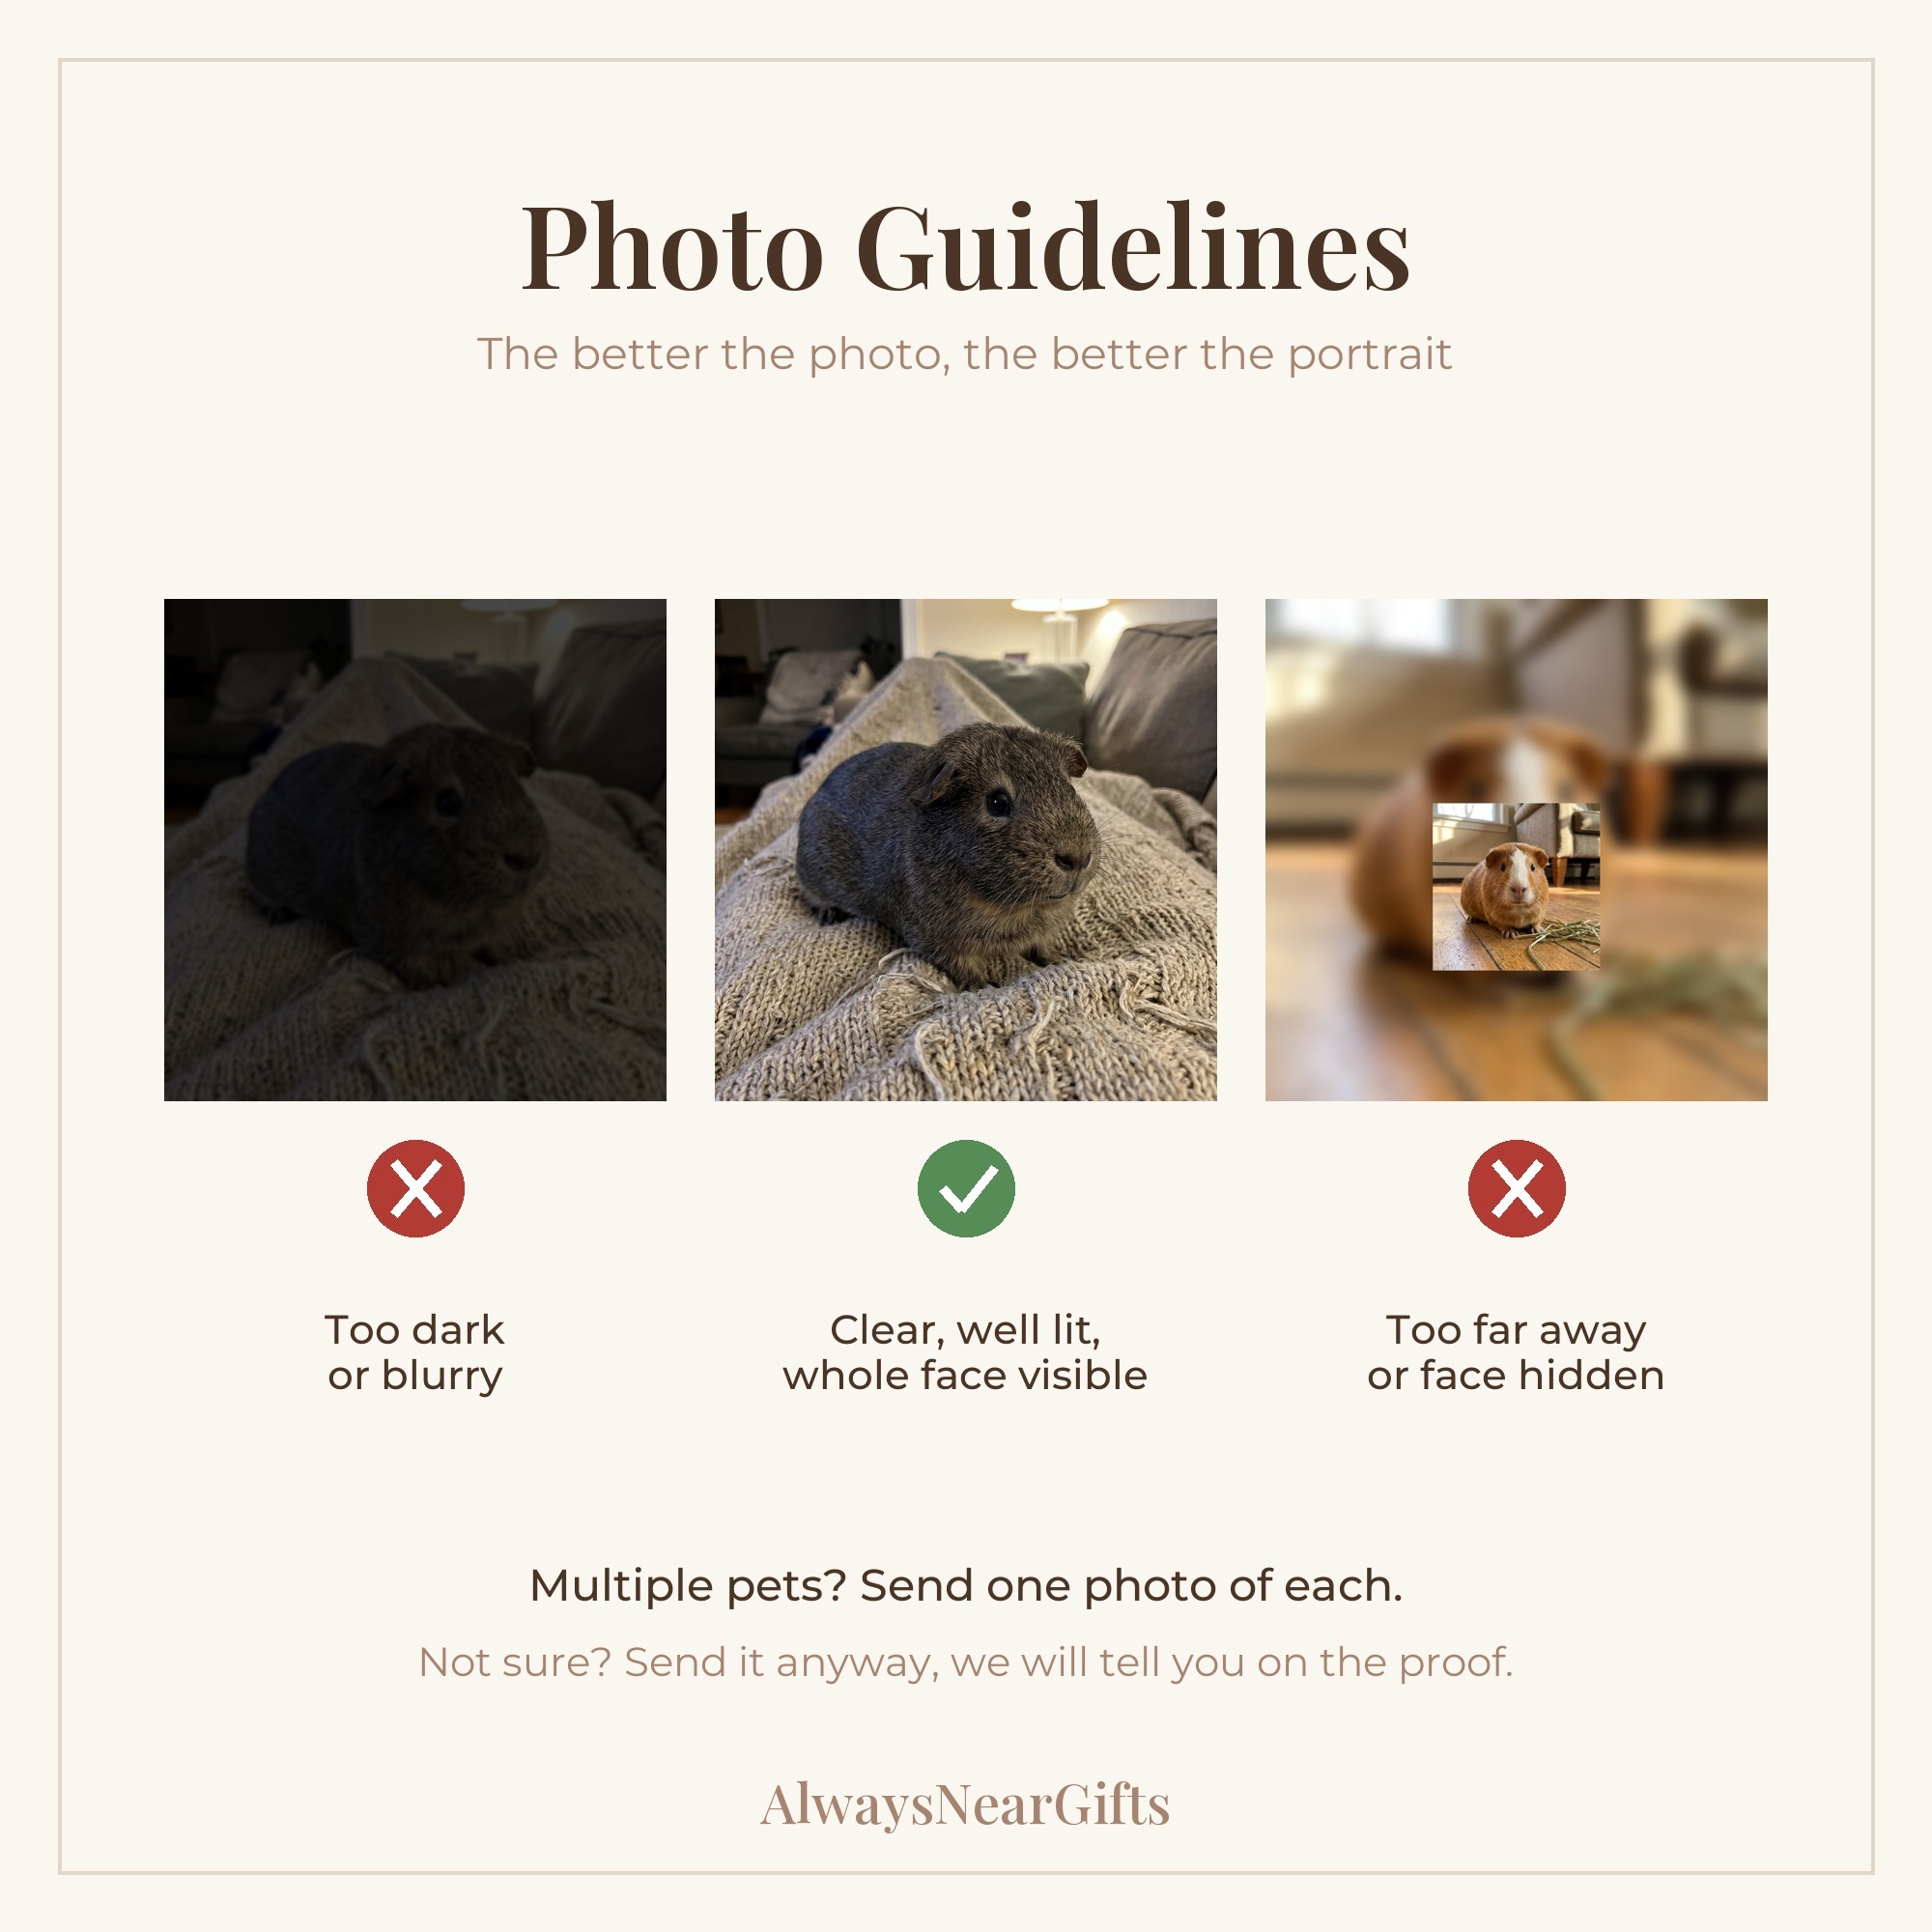 Photo Guidelines
The better the photo, the better the portrait
Too dark
or blurry
Clear, well lit,
whole face visible
Too far away
or face hidden
Multiple pets? Send one photo of each.
Not sure? Send it anyway, we will tell you on the proof.
AlwaysNearGifts